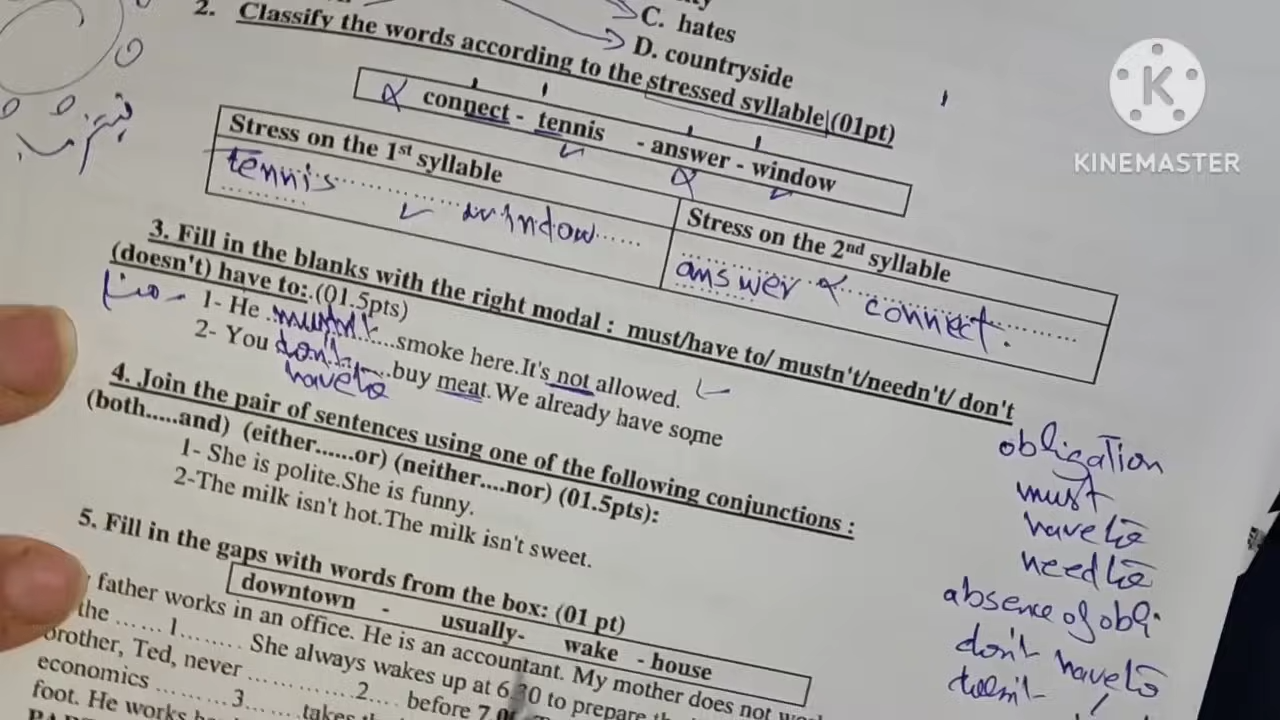 C. hates
D. countryside
2. Classify the words according to the stressed syllable (01pt)
connect - tennis - answer - window
Stress on the 1st syllable
Stress on the 2nd syllable
tennis window
answer connect.
3. Fill in the blanks with the right modal : must/have to/ mustn't/needn't/ don't
(doesn't) have to:.(01.5pts)
1- He mustn't smoke here.It's not allowed.
2- You don't have to buy meat.We already have some
4. Join the pair of sentences using one of the following conjunctions :
(both.....and) (either......or) (neither....nor) (01.5pts):
1- She is polite.She is funny.
2-The milk isn't hot.The milk isn't sweet.
5. Fill in the gaps with words from the box: (01 pt)
downtown - usually- wake - house
father works in an office. He is an accountant. My mother does not
the ......1........ She always wakes up at 6.30 to prepare
brother, Ted, never .............2.... before
economics .........3....... takes
foot. He works
obligation
must
have to
need to
absence of obli
don't have to
KINEMASTER